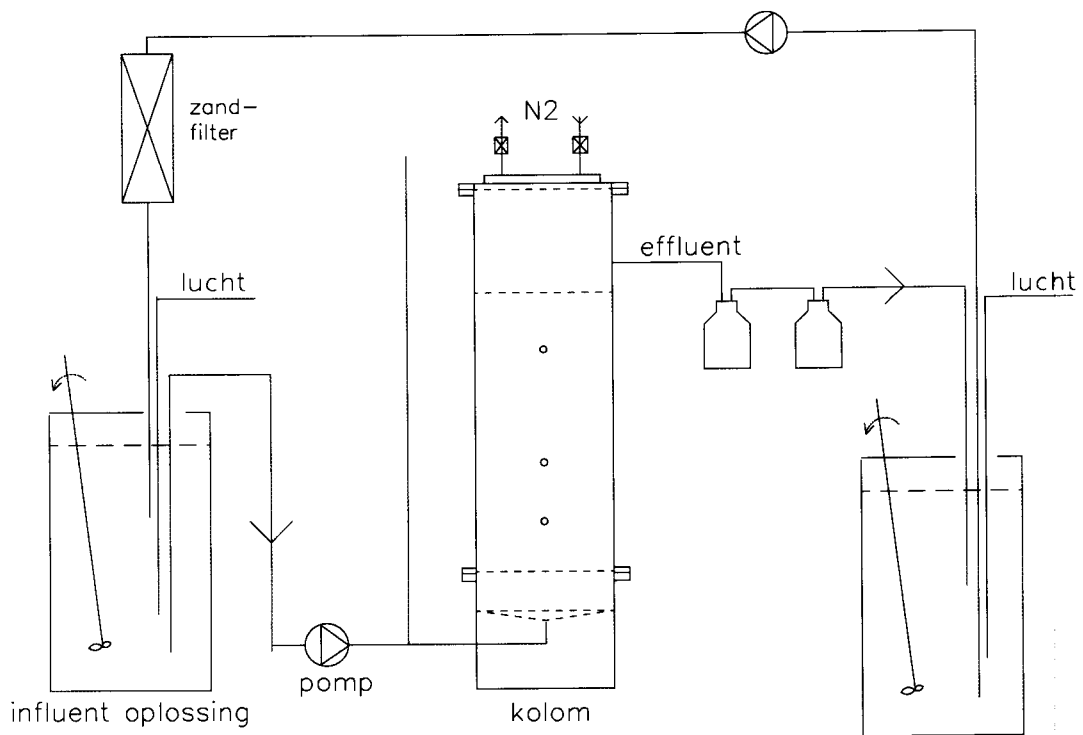 zand-
filter
N2
effluent
lucht
lucht
pomp
influent oplossing
kolom